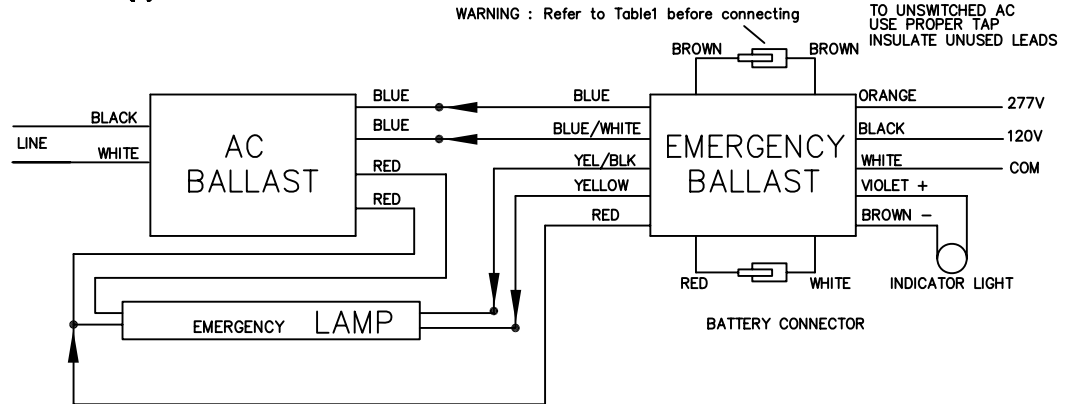 WARNING : Refer to Table1 before connecting
TO UNSWITCHED AC
USE PROPER TAP
INSULATE UNUSED LEADS
BROWN
BROWN
BLACK
LINE
WHITE
AC
BALLAST
BLUE
BLUE
RED
RED
BLUE
BLUE/WHITE
YEL/BLK
YELLOW
RED
EMERGENCY
BALLAST
ORANGE
277V
BLACK
120V
WHITE
COM
VIOLET +
BROWN -
RED
WHITE
INDICATOR LIGHT
BATTERY CONNECTOR
EMERGENCY LAMP